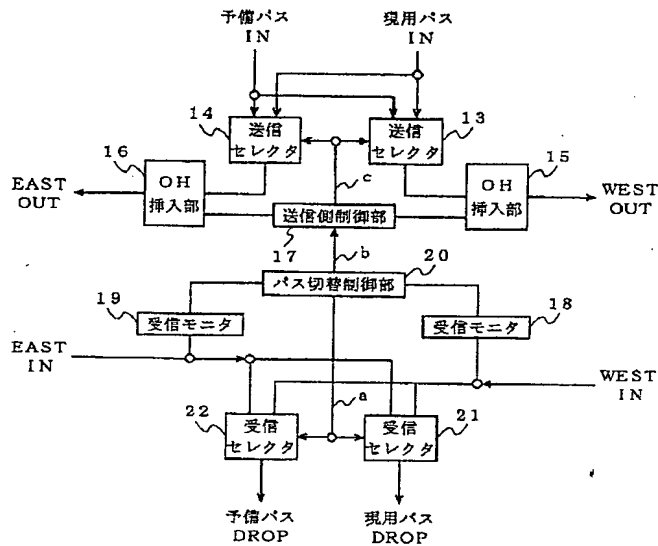 予備パス
IN
現用パス
IN
14
送信
セレクタ
送信
セレクタ
13
16
OH
挿入部
EAST
OUT
c
15
OH
挿入部
WEST
OUT
送信側制御部
17
b
20
パス切替制御部
19
受信モニタ
受信モニタ
18
EAST
IN
WEST
IN
a
22
受信
セレクタ
受信
セレクタ
21
予備パス
DROP
現用パス
DROP